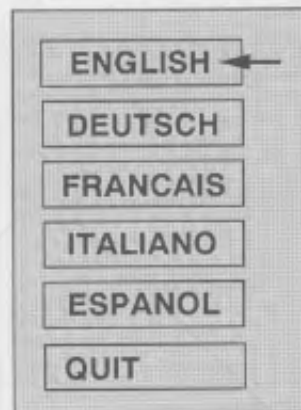 ENGLISH
DEUTSCH
FRANCAIS
ITALIANO
ESPANOL
QUIT